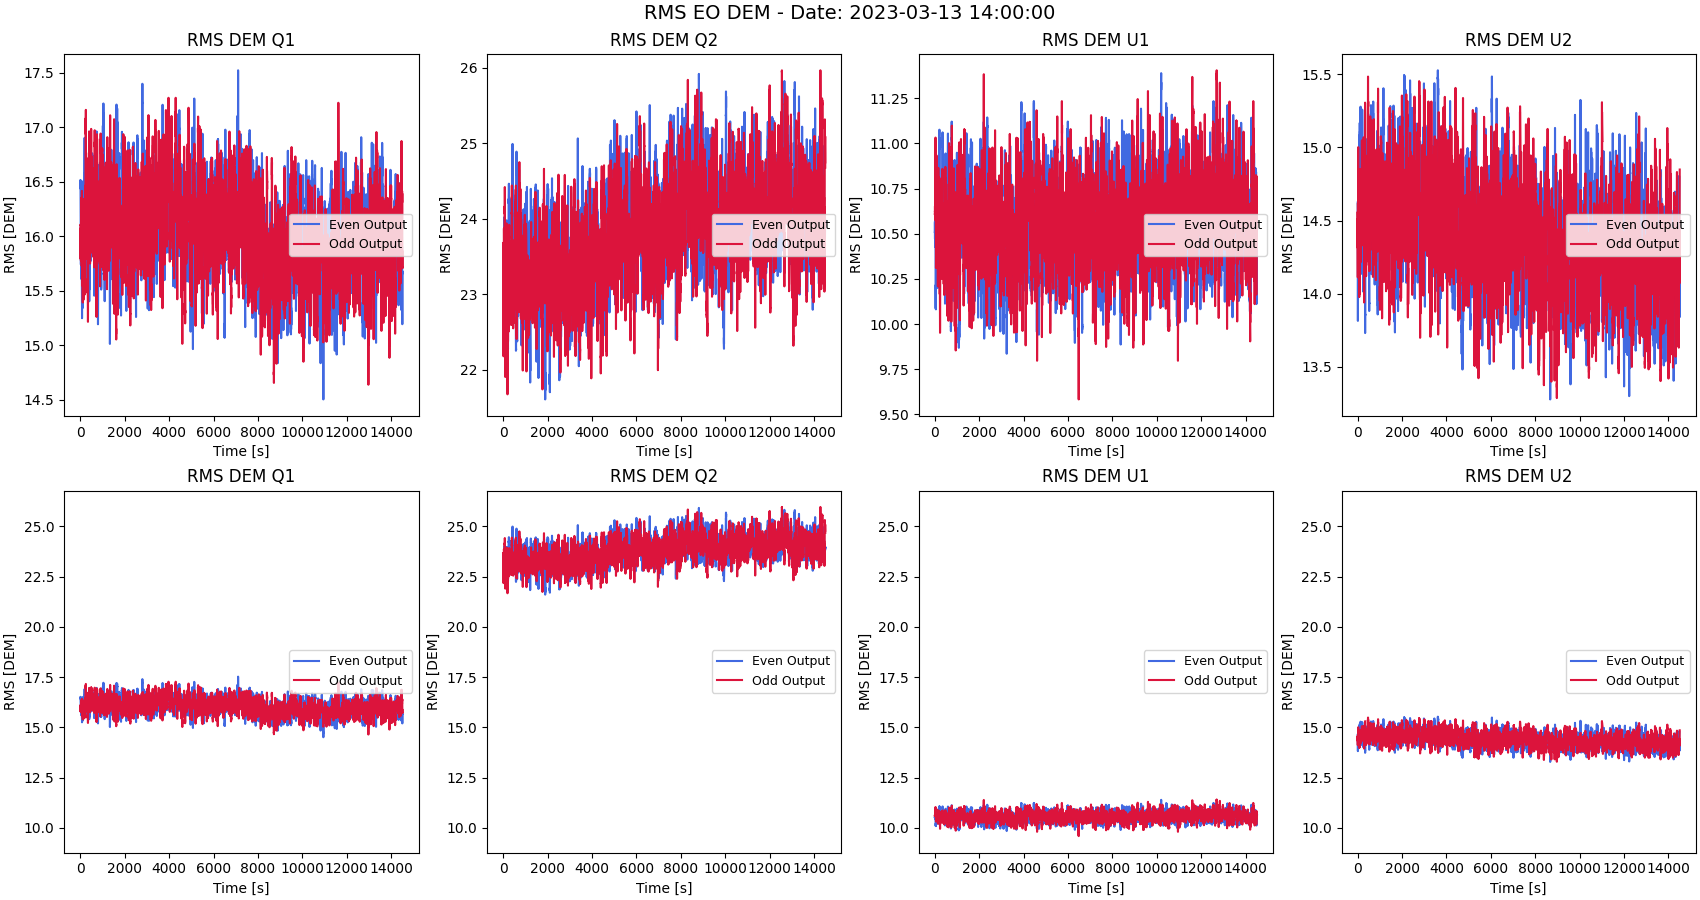 RMS EO DEM - Date: 2023-03-13 14:00:00
RMS DEM Q1
RMS [DEM]
17.5
17.0
16.5
16.0
15.5
15.0
14.5
Even Output
Odd Output
0 2000 4000 6000 8000 10000 12000 14000
Time [s]
RMS DEM Q2
RMS [DEM]
26
25
24
23
22
Even Output
Odd Output
0 2000 4000 6000 8000 10000 12000 14000
Time [s]
RMS DEM U1
RMS [DEM]
11.25
11.00
10.75
10.50
10.25
10.00
9.75
9.50
Even Output
Odd Output
0 2000 4000 6000 8000 10000 12000 14000
Time [s]
RMS DEM U2
RMS [DEM]
15.5
15.0
14.5
14.0
13.5
Even Output
Odd Output
0 2000 4000 6000 8000 10000 12000 14000
Time [s]
RMS DEM Q1
RMS [DEM]
25.0
22.5
20.0
17.5
15.0
12.5
10.0
Even Output
Odd Output
0 2000 4000 6000 8000 10000 12000 14000
Time [s]
RMS DEM Q2
RMS [DEM]
25.0
22.5
20.0
17.5
15.0
12.5
10.0
Even Output
Odd Output
0 2000 4000 6000 8000 10000 12000 14000
Time [s]
RMS DEM U1
RMS [DEM]
25.0
22.5
20.0
17.5
15.0
12.5
10.0
Even Output
Odd Output
0 2000 4000 6000 8000 10000 12000 14000
Time [s]
RMS DEM U2
RMS [DEM]
25.0
22.5
20.0
17.5
15.0
12.5
10.0
Even Output
Odd Output
0 2000 4000 6000 8000 10000 12000 14000
Time [s]